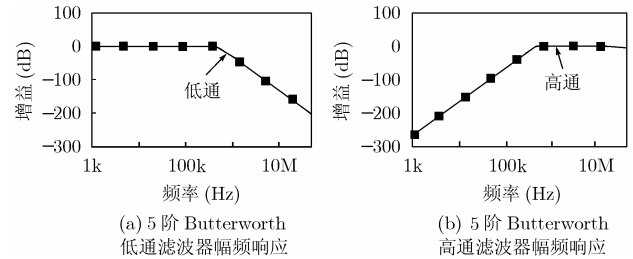 100
0
−100
−200
−300
增益 (dB)
低通
1k
100k
10M
频率 (Hz)
(a) 5 阶 Butterworth
低通滤波器幅频响应
100
0
−100
−200
−300
增益 (dB)
高通
1k
100k
10M
频率 (Hz)
(b) 5 阶 Butterworth
高通滤波器幅频响应